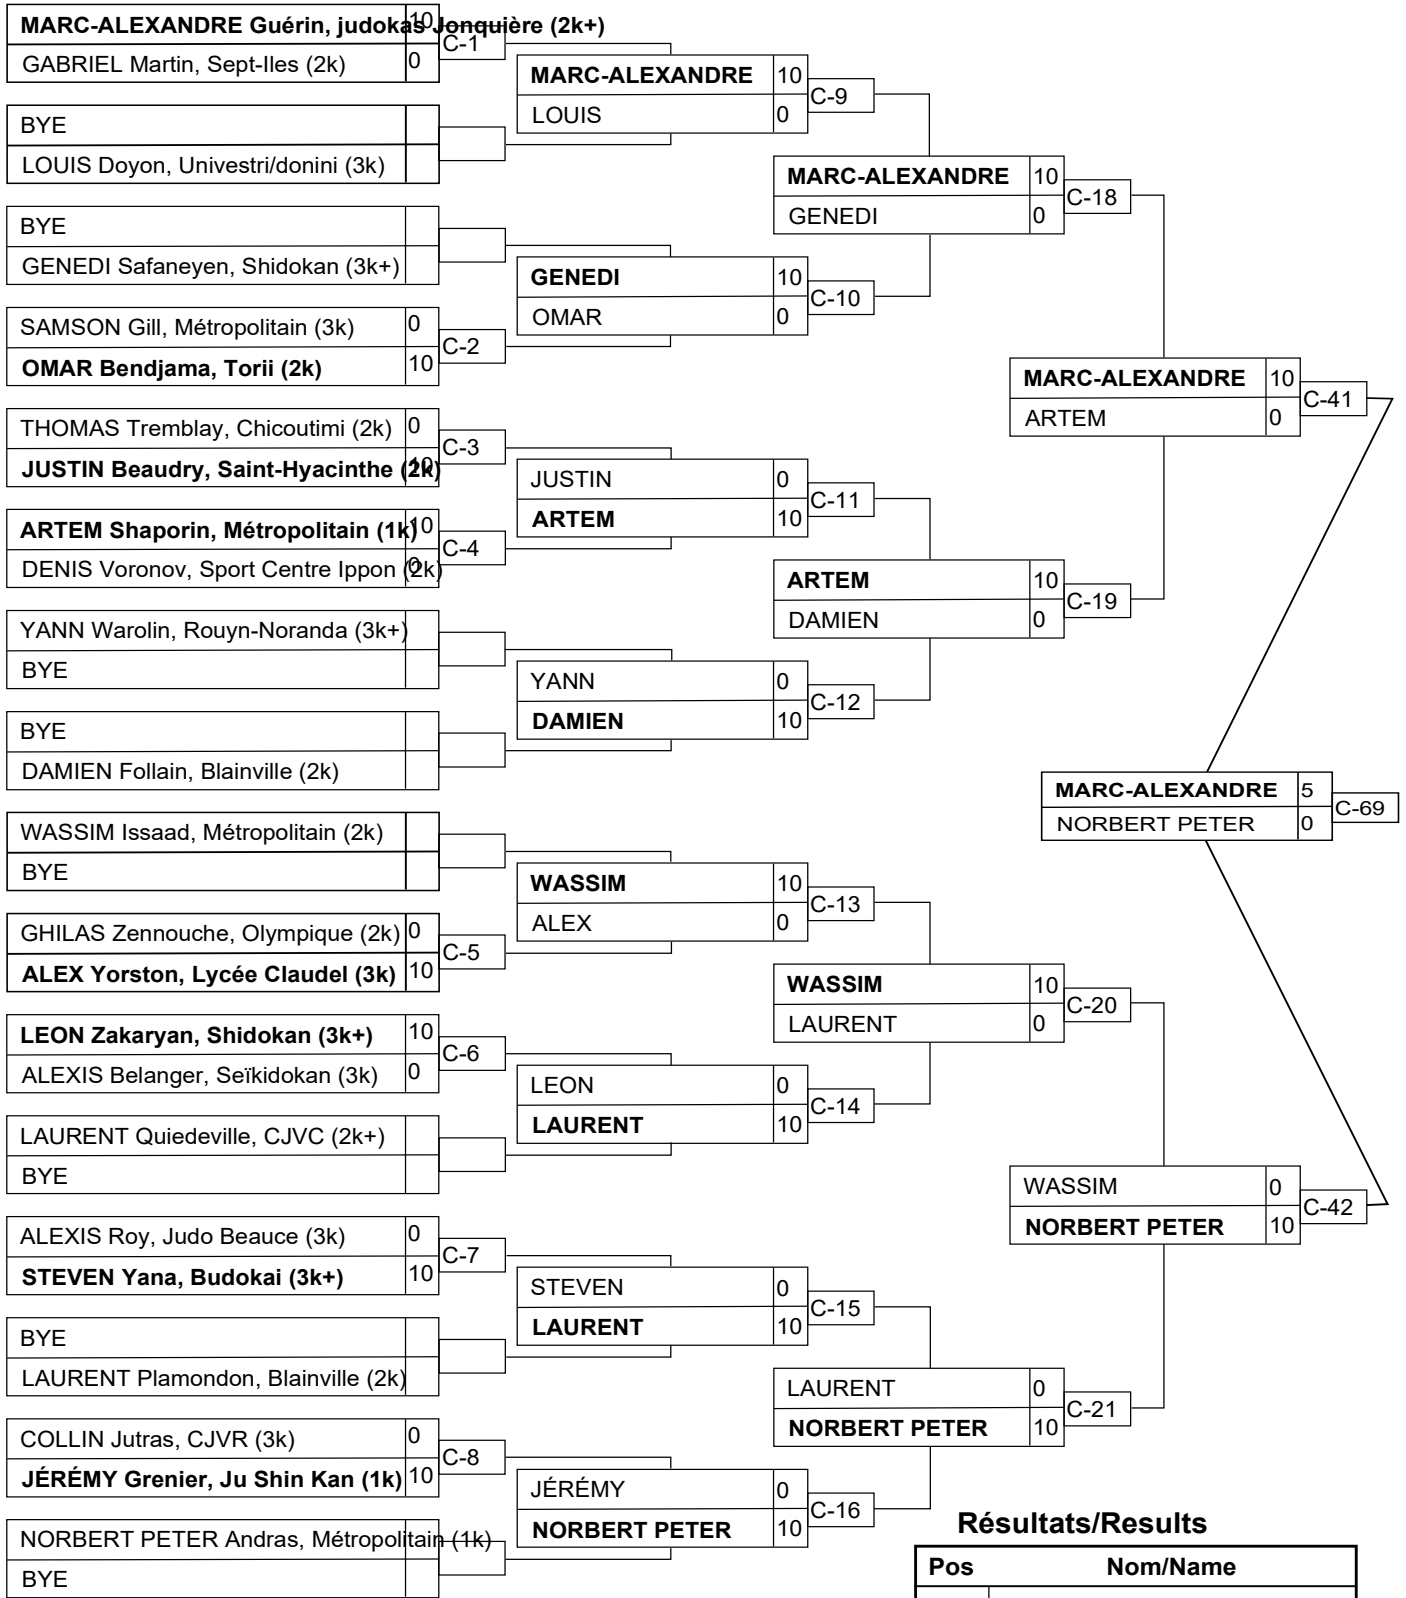 MARC-ALEXANDRE Guérin, judokas Jonquière (2k+) 10
C-1
GABRIEL Martin, Sept-Iles (2k) 0
MARC-ALEXANDRE 10
C-9
LOUIS 0
BYE
LOUIS Doyon, Univestri/donini (3k)
MARC-ALEXANDRE 10
C-18
GENEDI 0
BYE
GENEDI Safaneyen, Shidokan (3k+)
GENEDI 10
C-10
OMAR 0
SAMSON Gill, Métropolitain (3k) 0
C-2
OMAR Bendjama, Torii (2k) 10
MARC-ALEXANDRE 10
C-41
ARTEM 0
THOMAS Tremblay, Chicoutimi (2k) 0
C-3
JUSTIN Beaudry, Saint-Hyacinthe (2k) 10
JUSTIN 0
C-11
ARTEM 10
ARTEM Shaporin, Métropolitain (1k) 10
C-4
DENIS Voronov, Sport Centre Ippon (2k) 0
ARTEM 10
C-19
DAMIEN 0
YANN Warolin, Rouyn-Noranda (3k+)
BYE
YANN 0
C-12
DAMIEN 10
BYE
DAMIEN Follain, Blainville (2k)
MARC-ALEXANDRE 5
C-69
NORBERT PETER 0
WASSIM Issaad, Métropolitain (2k)
BYE
WASSIM 10
C-13
ALEX 0
GHILAS Zennouche, Olympique (2k) 0
C-5
ALEX Yorston, Lycée Claudel (3k) 10
WASSIM 10
C-20
LAURENT 0
LEON Zakaryan, Shidokan (3k+) 10
C-6
ALEXIS Belanger, Seïkidokan (3k) 0
LEON 0
C-14
LAURENT 10
LAURENT Quiedeville, CJVC (2k+)
BYE
WASSIM 0
C-42
NORBERT PETER 10
ALEXIS Roy, Judo Beauce (3k) 0
C-7
STEVEN Yana, Budokai (3k+) 10
STEVEN 0
C-15
LAURENT 10
BYE
LAURENT Plamondon, Blainville (2k)
LAURENT 0
C-21
NORBERT PETER 10
COLLIN Jutras, CJVR (3k) 0
C-8
JÉRÉMY Grenier, Ju Shin Kan (1k) 10
JÉRÉMY 0
C-16
NORBERT PETER 10
NORBERT PETER Andras, Métropolitain (1k)
BYE
Résultats/Results
Pos Nom/Name